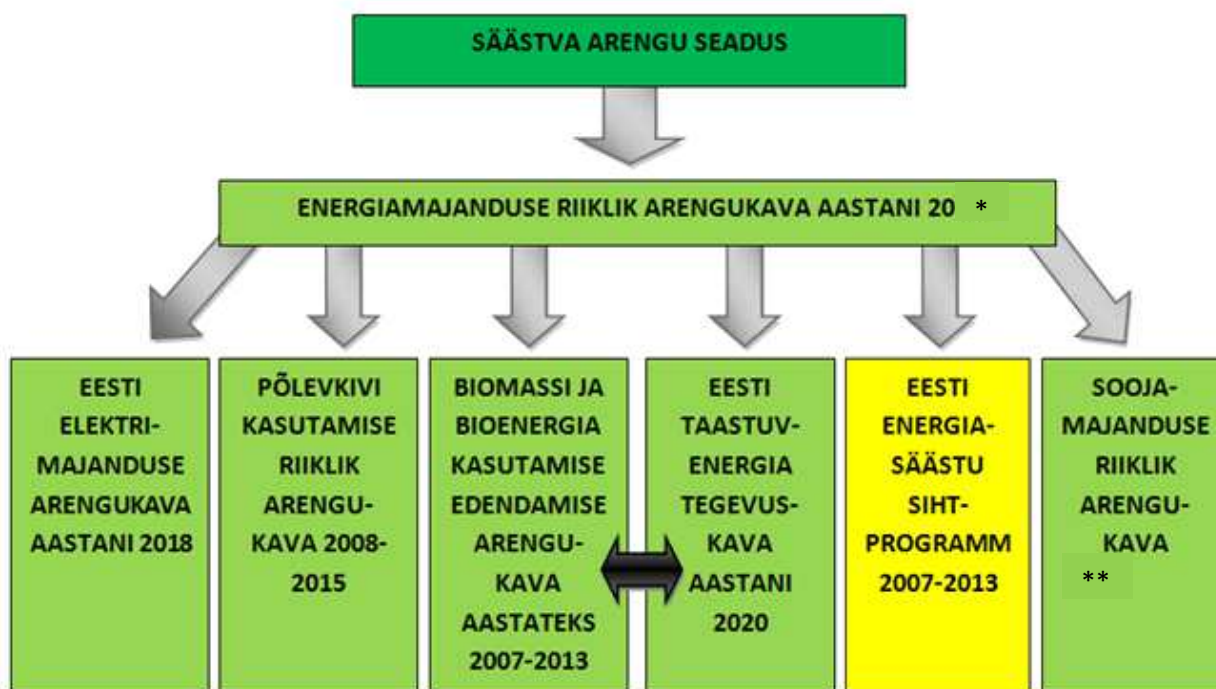 SÄÄSTVA ARENGU SEADUS
ENERGIAMAJANDUSE RIIKLIK ARENGUKAVA AASTANI 20 *
EESTI
ELEKTRI-
MAJANDUSE
ARENGUKAVA
AASTANI 2018
PÕLEVKIVI
KASUTAMISE
RIIKLIK
ARENGU-
KAVA 2008-
2015
BIOMASSI JA
BIOENERGIA
KASUTAMISE
EDENDAMISE
ARENGU-
KAVA
AASTATEKS
2007-2013
EESTI
TAASTUV-
ENERGIA
TEGEVUS-
KAVA
AASTANI
2020
EESTI
ENERGIA-
SÄÄSTU
SIHT-
PROGRAMM
2007-2013
SOOJA-
MAJANDUSE
RIIKLIK
ARENGU-
KAVA
**